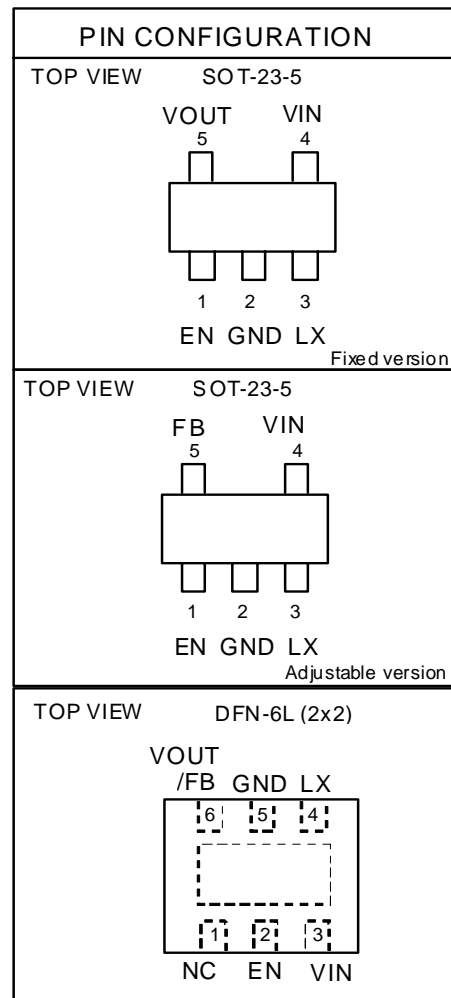 PIN CONFIGURATION
TOP VIEW SOT-23-5
VOUT VIN
5 4
1 2 3
EN GND LX
Fixed version
TOP VIEW SOT-23-5
FB VIN
5 4
1 2 3
EN GND LX
Adjustable version
TOP VIEW DFN-6L (2x2)
VOUT
/FB GND LX
6 5 4
1 2 3
NC EN VIN